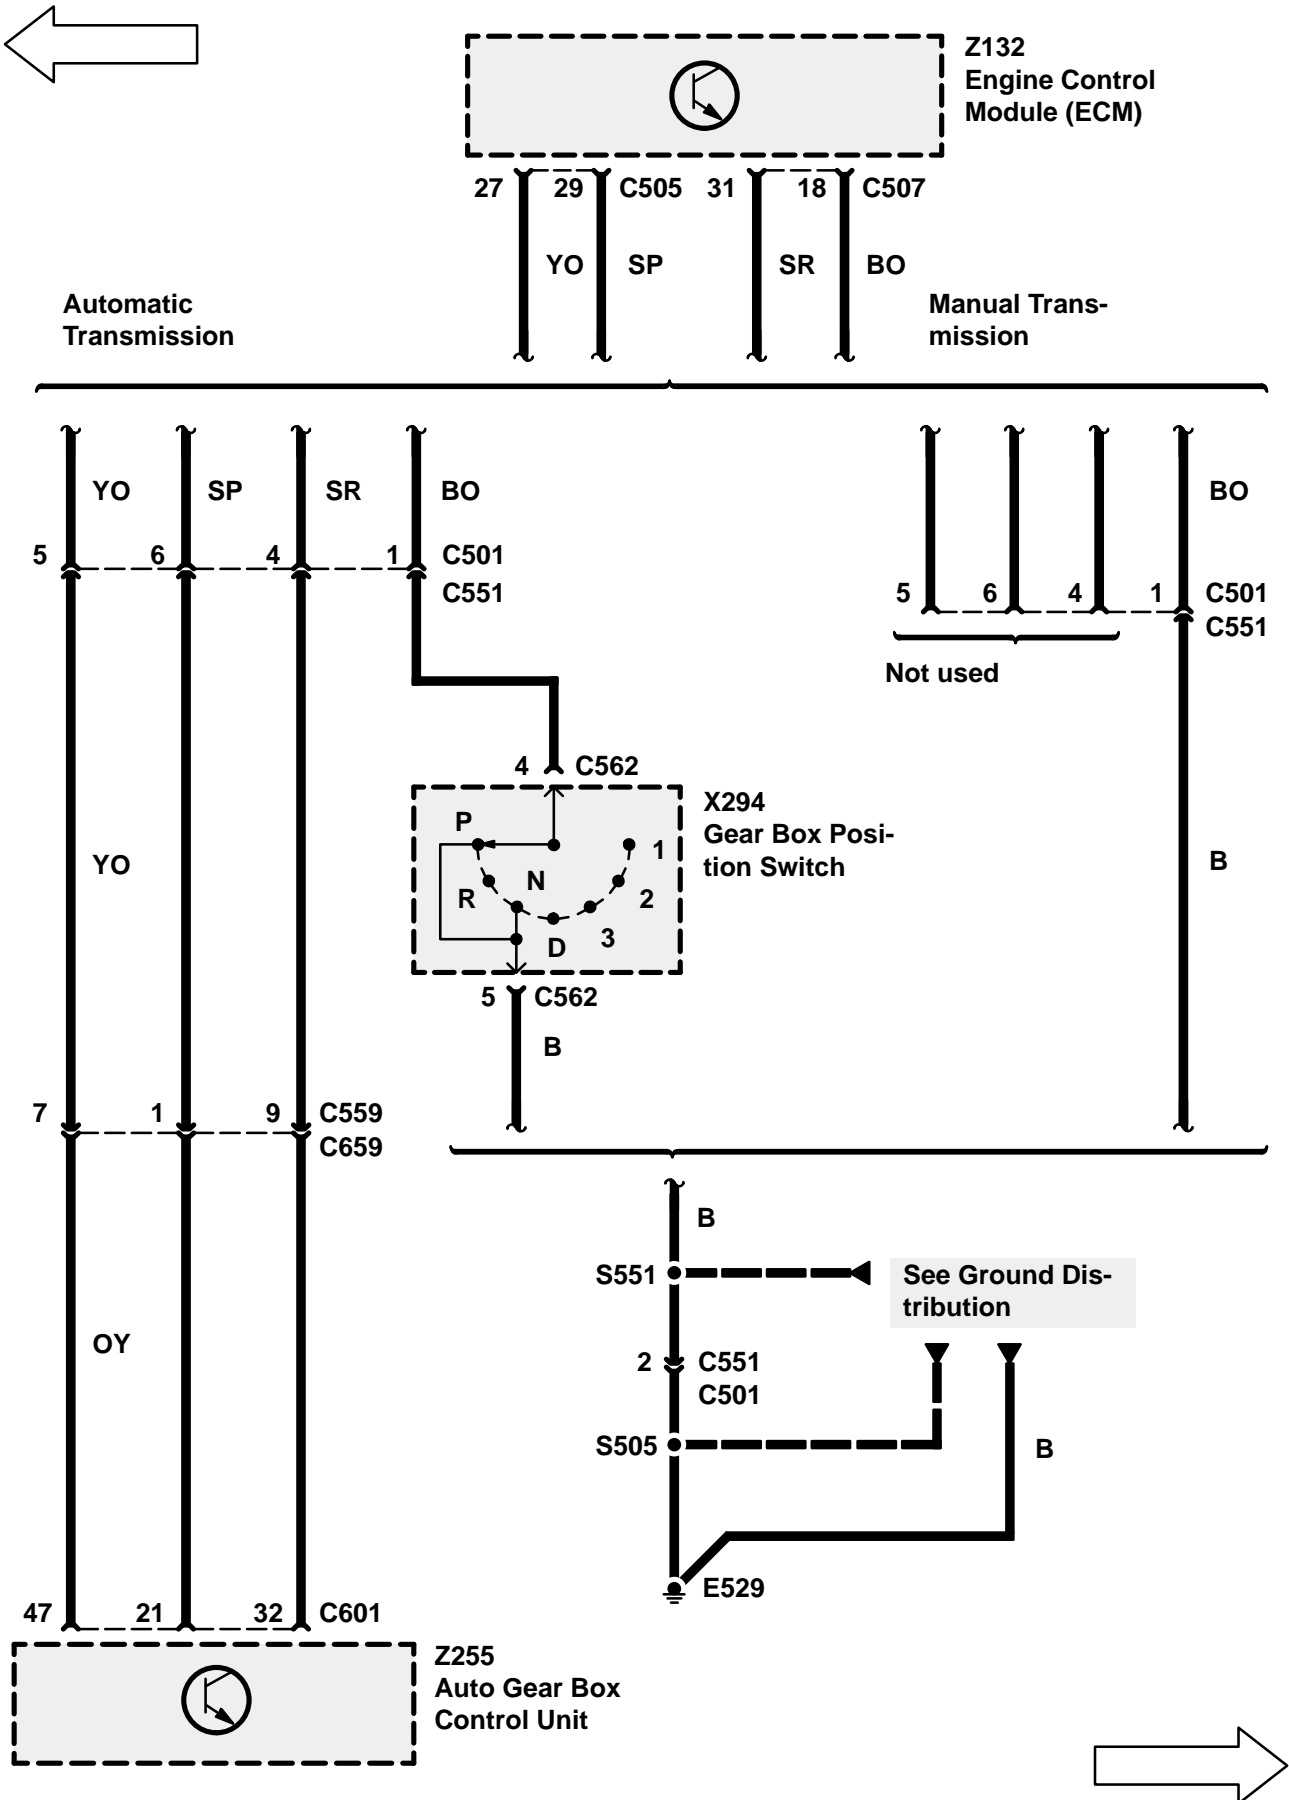 Z132
Engine Control
Module (ECM)
27 29 C505 31 18 C507
YO SP SR BO
Automatic
Transmission
Manual Trans-
mission
YO SP SR BO BO
5 6 4 1 C501
C551
5 6 4 1 C501
C551
Not used
4 C562
X294
Gear Box Posi-
tion Switch
P
1
R N 2
D 3
YO
B
5 C562
B
7 1 9 C559
C659
B
S551
See Ground Dis-
tribution
OY
2 C551
C501
S505
B
E529
47 21 32 C601
Z255
Auto Gear Box
Control Unit